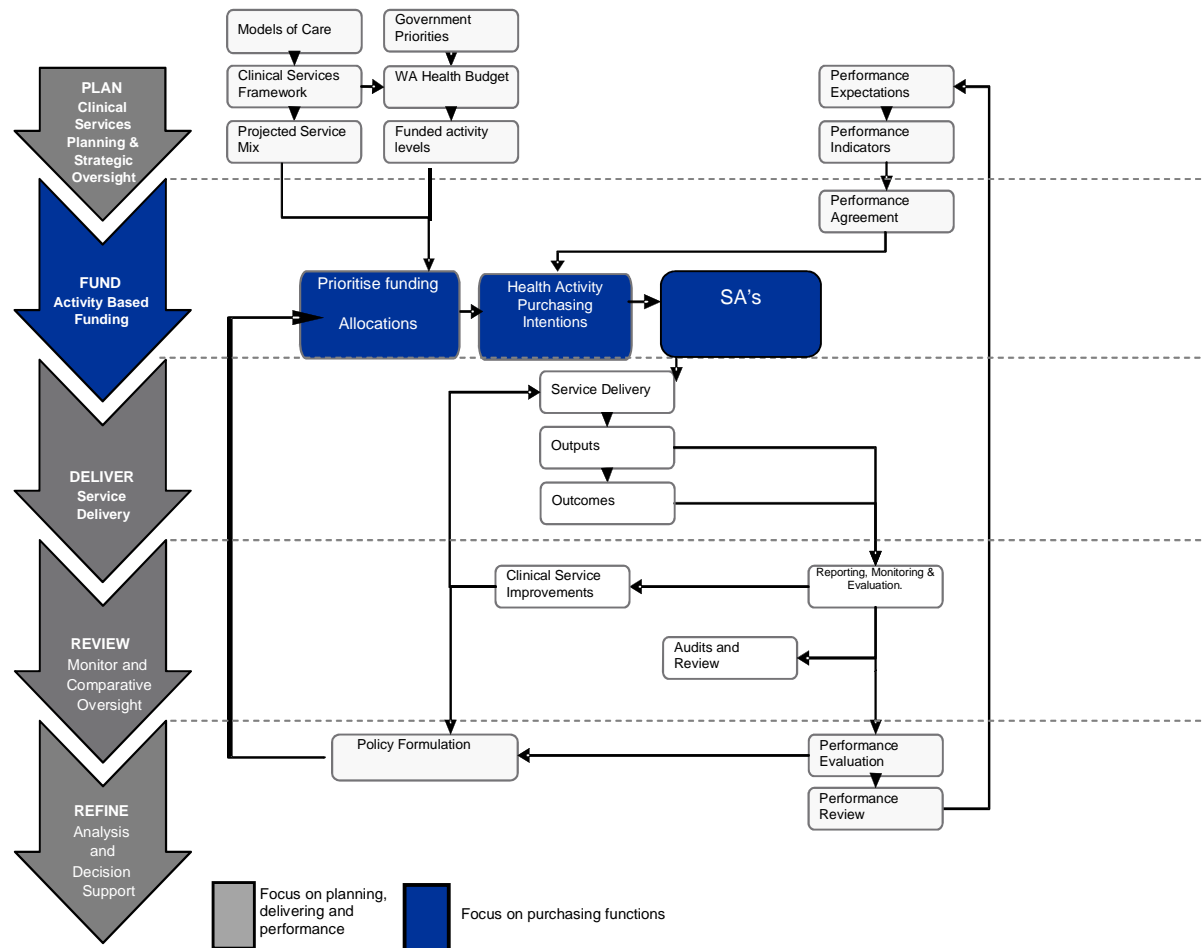 Models of Care
Government
Priorities
PLAN
Clinical
Services
Planning &
Strategic
Oversight
Clinical Services
Framework
WA Health Budget
Performance
Expectations
Projected Service
Mix
Funded activity
levels
Performance
Indicators
Performance
Agreement
FUND
Activity Based
Funding
Prioritise funding
Allocations
Health Activity
Purchasing
Intentions
SA's
DELIVER
Service
Delivery
Service Delivery
Outputs
Outcomes
REVIEW
Monitor and
Comparative
Oversight
Clinical Service
Improvements
Reporting, Monitoring &
Evaluation.
Audits and
Review
REFINE
Analysis
and
Decision
Support
Policy Formulation
Performance
Evaluation
Performance
Review
Focus on planning,
delivering and
performance
Focus on purchasing functions